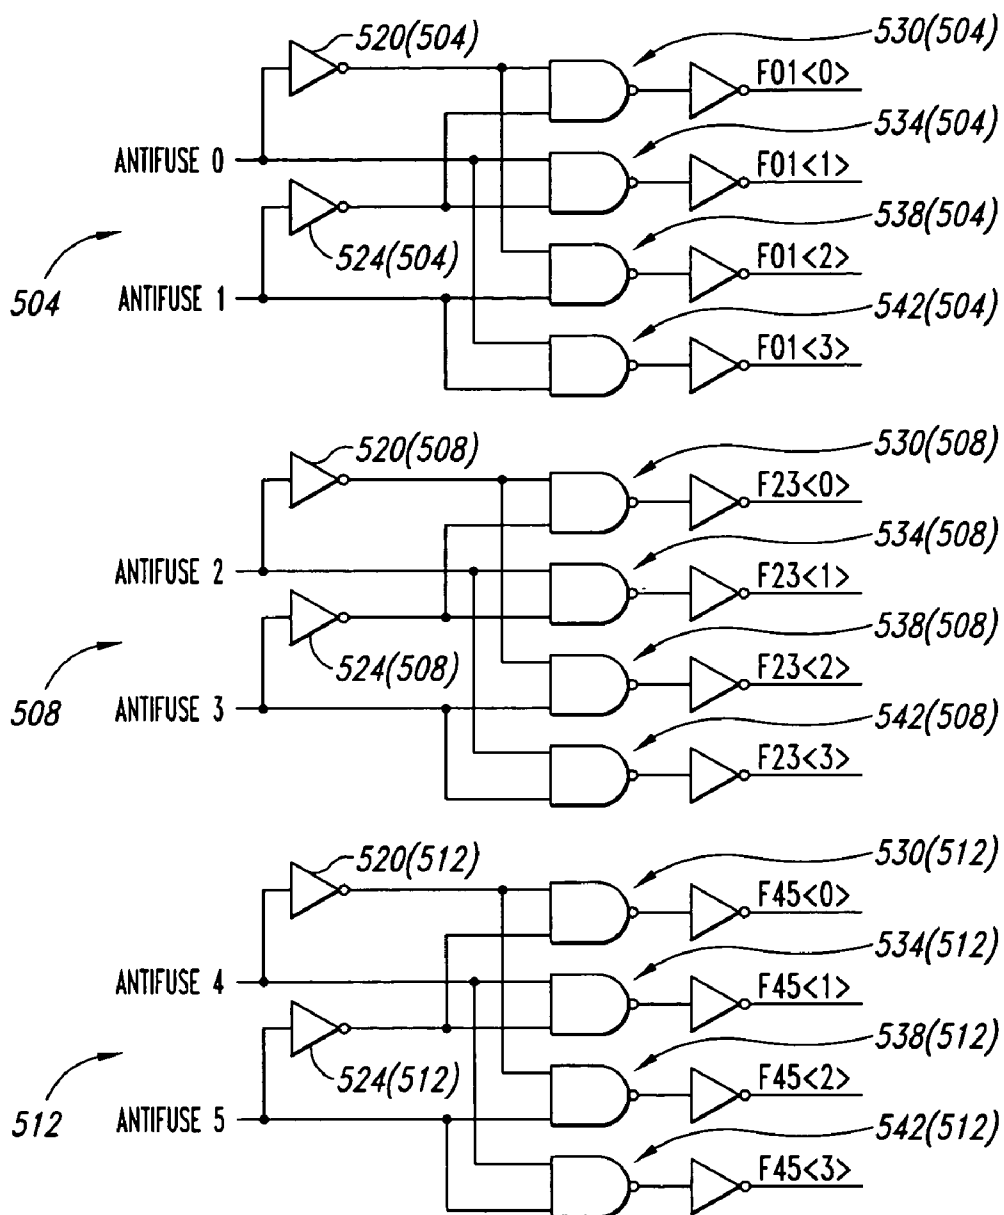 520(504)
530(504)
F01<0>
534(504)
ANTIFUSE 0
F01<1>
538(504)
524(504)
F01<2>
504
ANTIFUSE 1
542(504)
F01<3>
520(508)
530(508)
F23<0>
534(508)
ANTIFUSE 2
F23<1>
538(508)
524(508)
F23<2>
508
ANTIFUSE 3
542(508)
F23<3>
520(512)
530(512)
F45<0>
534(512)
ANTIFUSE 4
F45<1>
538(512)
524(512)
F45<2>
512
ANTIFUSE 5
542(512)
F45<3>